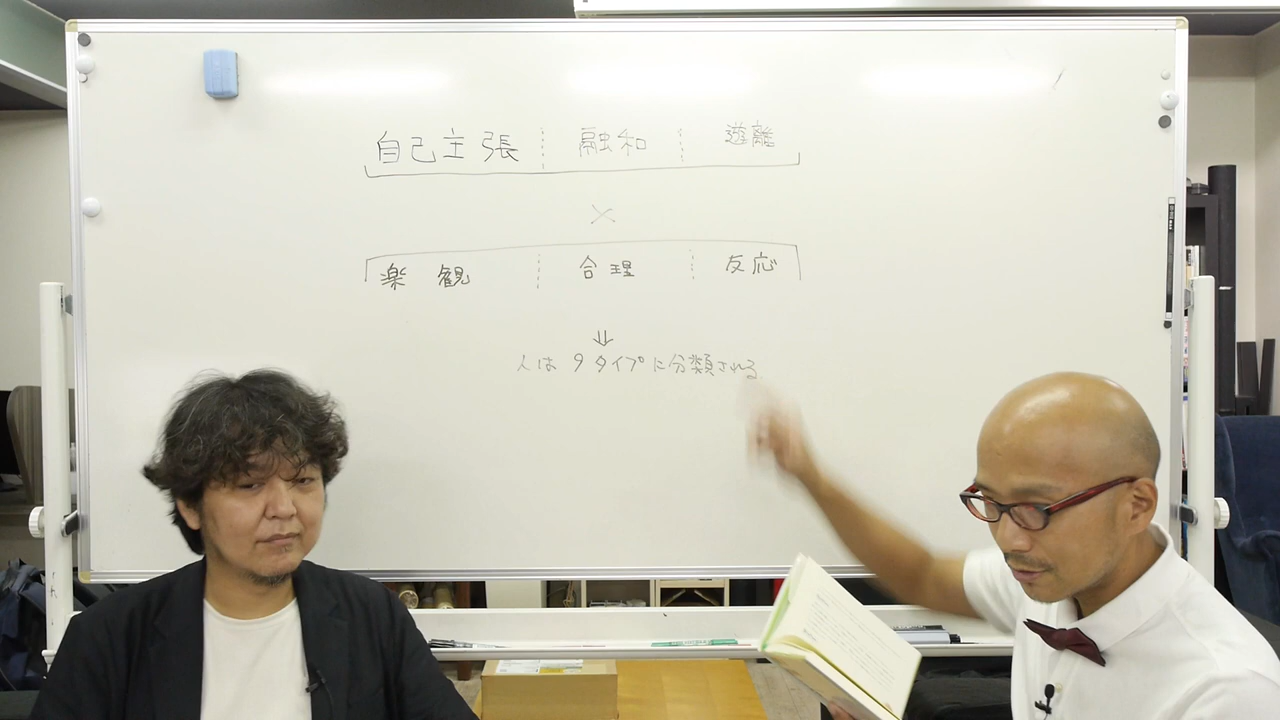 自己主張 融和 遊離
×
楽観 合理 反応
⇓
人は 9 タイプに分類される